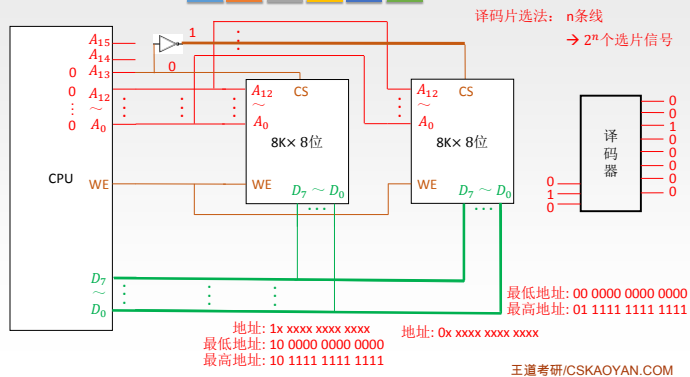 译码片选法: n条线
→ 2ⁿ个选片信号
A₁₅
A₁₄
0 A₁₃
0 A₁₂
⋮ ~
0 A₀
1
0
CPU
WE
D₇
~
D₀
CS
A₁₂
~
A₀
8K× 8位
WE
D₇ ~ D₀
...
CS
A₁₂
~
A₀
8K× 8位
WE
D₇ ~ D₀
...
译
码
器
0
1
0
0
0
1
0
0
0
0
0
地址: 1x xxxx xxxx xxxx
最低地址: 10 0000 0000 0000
最高地址: 10 1111 1111 1111
地址: 0x xxxx xxxx xxxx
最低地址: 00 0000 0000 0000
最高地址: 01 1111 1111 1111
王道考研/CSKAOYAN.COM